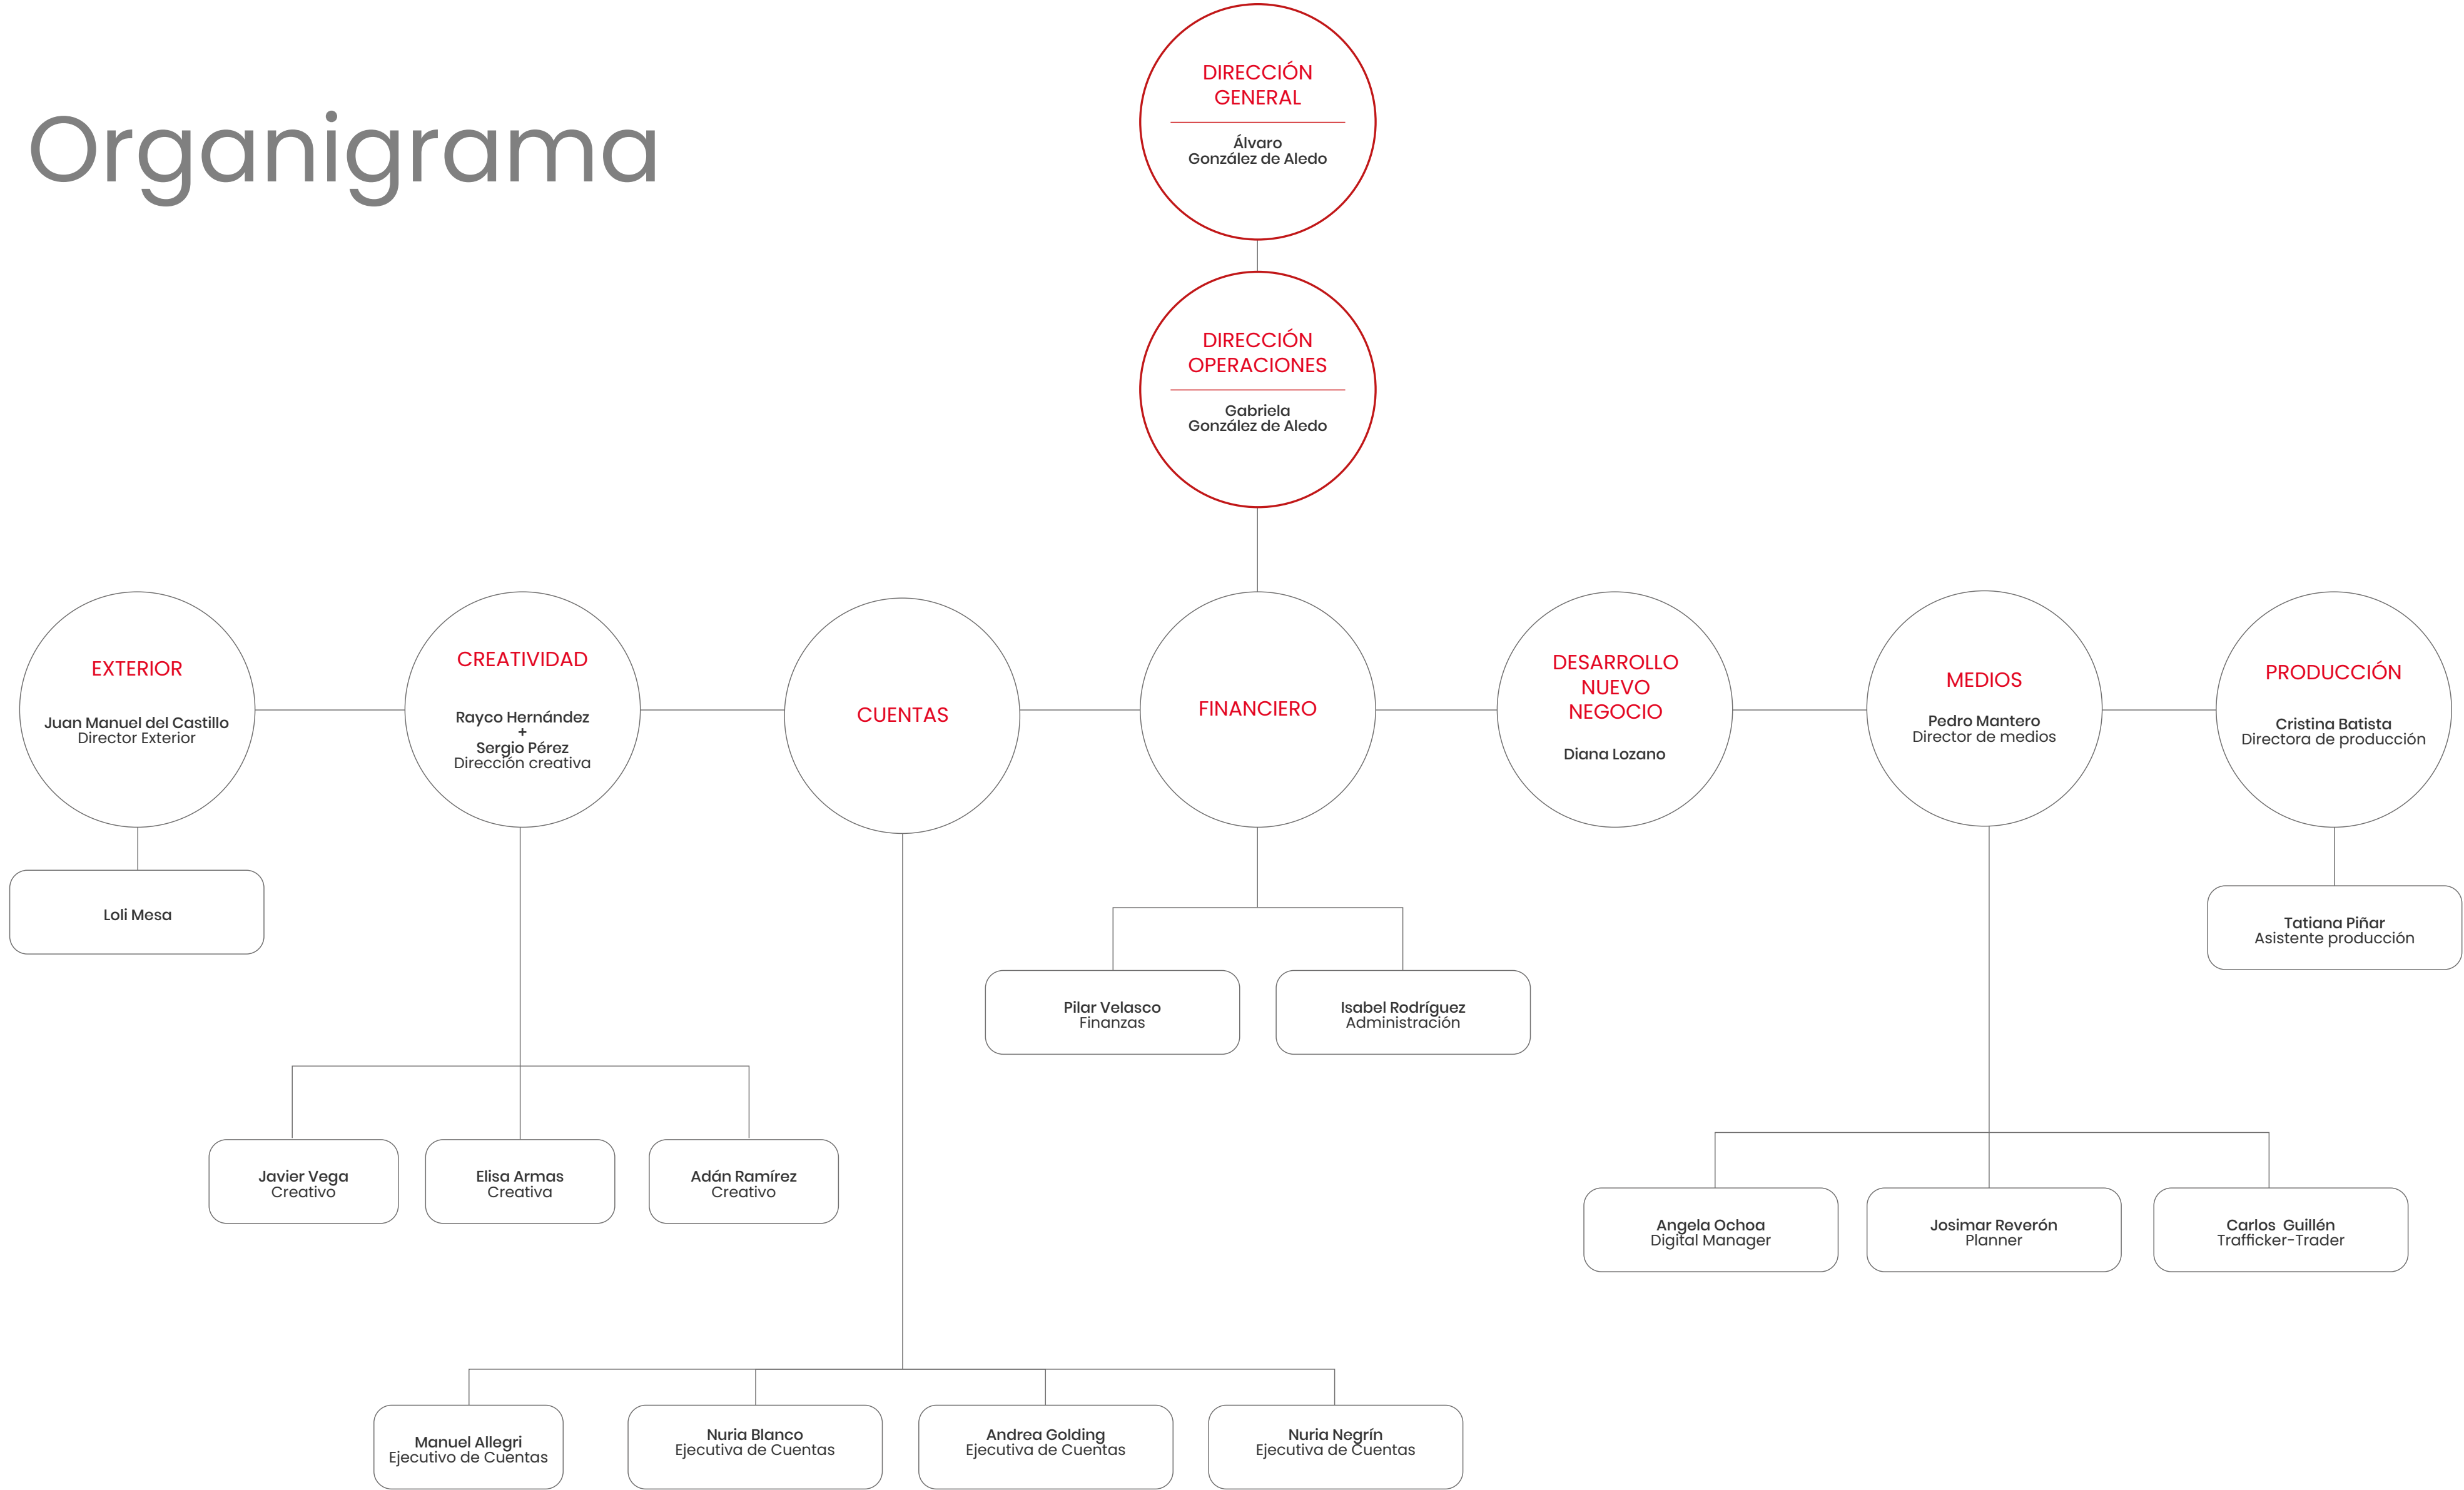 Organigrama
DIRECCIÓN
GENERAL
Álvaro
González de Aledo
DIRECCIÓN
OPERACIONES
Gabriela
González de Aledo
EXTERIOR
Juan Manuel del Castillo
Director Exterior
CREATIVIDAD
Rayco Hernández
+
Sergio Pérez
Dirección creativa
CUENTAS
FINANCIERO
DESARROLLO
NUEVO
NEGOCIO
Diana Lozano
MEDIOS
Pedro Mantero
Director de medios
PRODUCCIÓN
Cristina Batista
Directora de producción
Loli Mesa
Tatiana Piñar
Asistente producción
Pilar Velasco
Finanzas
Isabel Rodríguez
Administración
Javier Vega
Creativo
Elisa Armas
Creativa
Adán Ramírez
Creativo
Angela Ochoa
Digital Manager
Josimar Reverón
Planner
Carlos  Guillén
Trafficker-Trader
Manuel Allegri
Ejecutivo de Cuentas
Nuria Blanco
Ejecutiva de Cuentas
Andrea Golding
Ejecutiva de Cuentas
Nuria Negrín
Ejecutiva de Cuentas